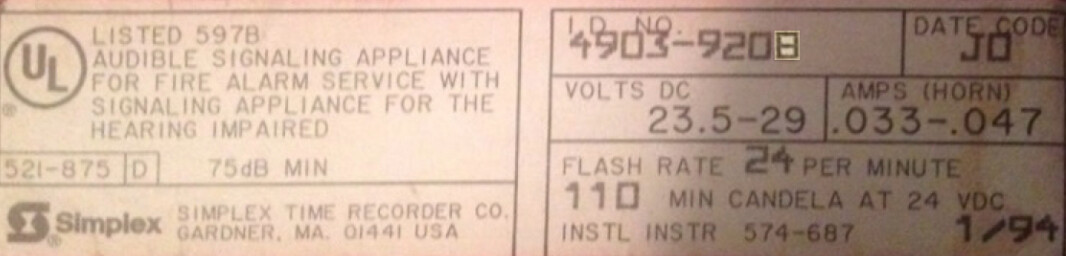 UL
®
LISTED 597B
AUDIBLE SIGNALING APPLIANCE
FOR FIRE ALARM SERVICE WITH
SIGNALING APPLIANCE FOR THE
HEARING IMPAIRED
521-875 D 75dB MIN
Simplex®
SIMPLEX TIME RECORDER CO.
GARDNER, MA. 01441 USA
I.D. NO.
4903-9208
DATE CODE
JO
VOLTS DC
23.5-29
AMPS (HORN)
.033-.047
FLASH RATE 24 PER MINUTE
110 MIN CANDELA AT 24 VDC
INSTL INSTR 574-687 1/94